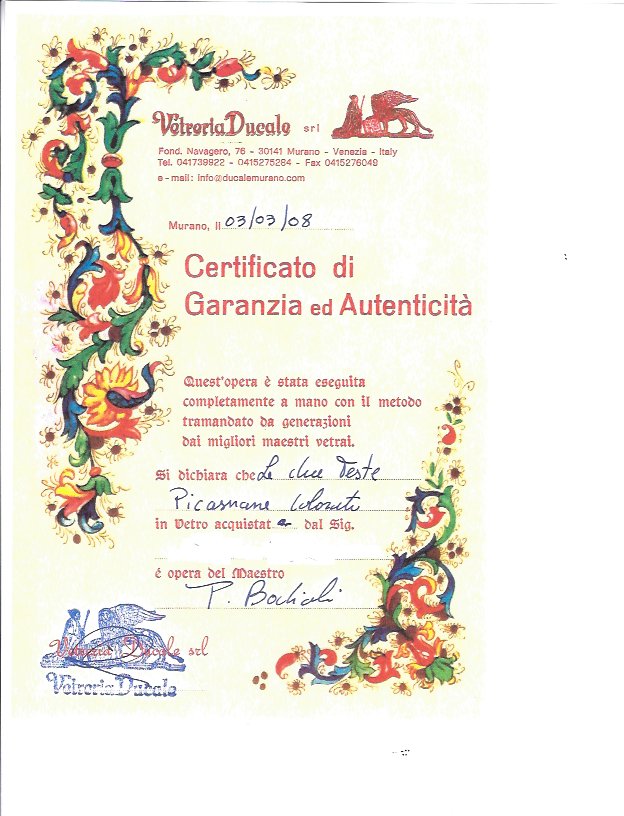 Vetreria Ducale srl
Fond. Navagero, 76 - 30141 Murano - Venezia - Italy
Tel. 041739922 - 0415275284 - Fax 0415276049
e-mail: info@ducalemurano.com
Murano, li 03/03/08
Certificato di
Garanzia ed Autenticità
Quest'opera è stata eseguita
completamente a mano con il metodo
tramandato da generazioni
dai migliori maestri vetrai.
Si dichiara che Le due Teste
Picassiane colorate
in Vetro acquistat e dal Sig.
é opera del Maestro
P.
Vetreria Ducale srl
Vetreria Ducale